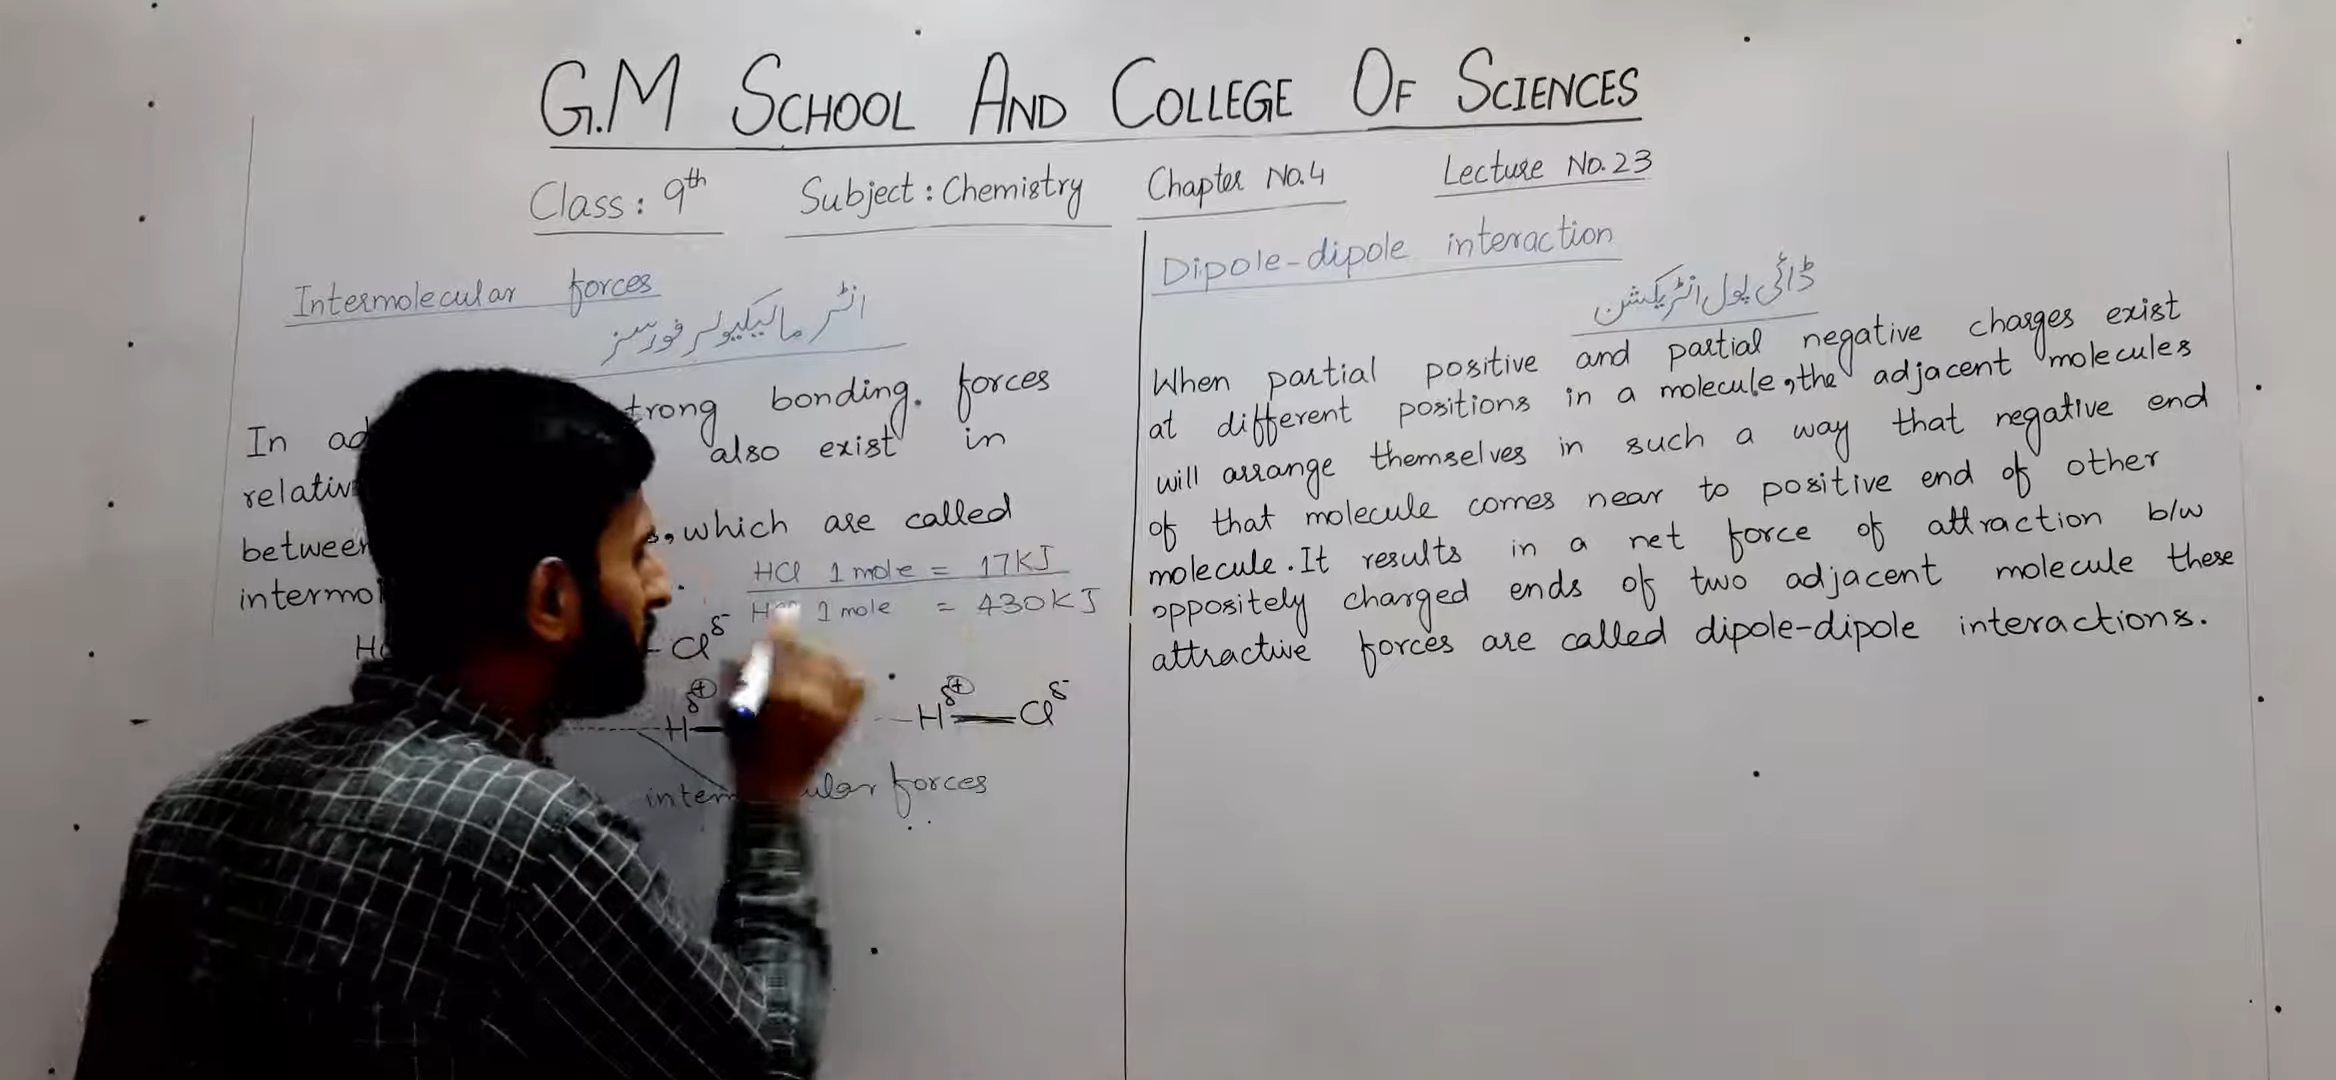 G.M SCHOOL AND COLLEGE OF SCIENCES
Class: 9th Subject: Chemistry Chapter No.4 Lecture No.23
Intermolecular forces
انٹر مالیکیولر فورسز
In ad trong bonding. forces
relativ also exist in
between s, which are called
intermol .
HCl 1 mole = 17KJ
1 mole = 430KJ
Cl δ-
δ+ H δ+ H Cl δ-
forces
Dipole-dipole interaction
ڈائی پول انٹریکشن
When partial positive and partial negative charges exist
at different positions in a molecule, the adjacent molecules
will arrange themselves in such a way that negative end
of that molecule comes near to positive end of other
molecule. It results in a net force of attraction b/w
oppositely charged ends of two adjacent molecule these
attractive forces are called dipole-dipole interactions.